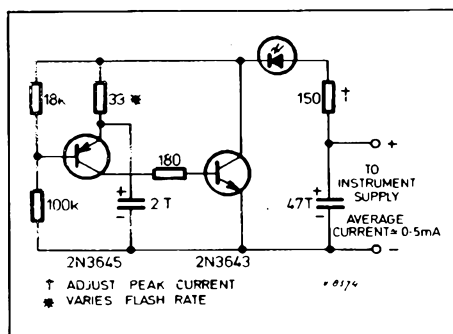 18k
33 *
150 †
+
180
TO
INSTRUMENT
SUPPLY
100k
+
2 T
−
+
47T
−
AVERAGE
CURRENT ≃ 0·5mA
−
2N3645 2N3643
† ADJUST PEAK CURRENT
* VARIES FLASH RATE